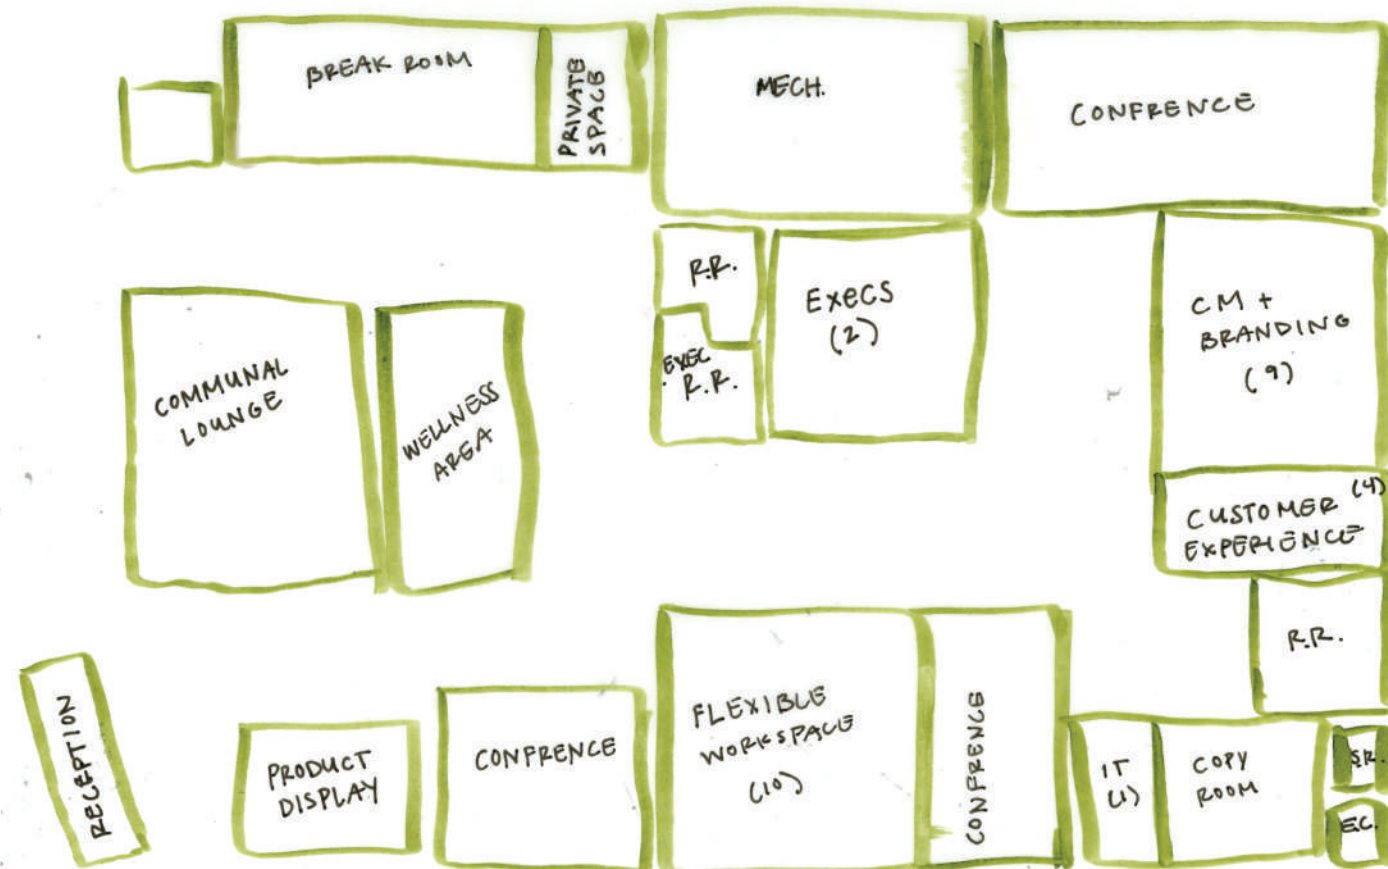 BREAK ROOM
PRIVATE
SPACE
MECH.
CONFRENCE
R.R.
EXEC
R.R.
EXECS
(2)
CM +
BRANDING
(9)
COMMUNAL
LOUNGE
WELLNESS
AREA
CUSTOMER (4)
EXPERIENCE
R.R.
RECEPTION
PRODUCT
DISPLAY
CONFRENCE
FLEXIBLE
WORKSPACE
(10)
CONFRENCE
IT
(1)
COPY
ROOM
S.R.
E.C.